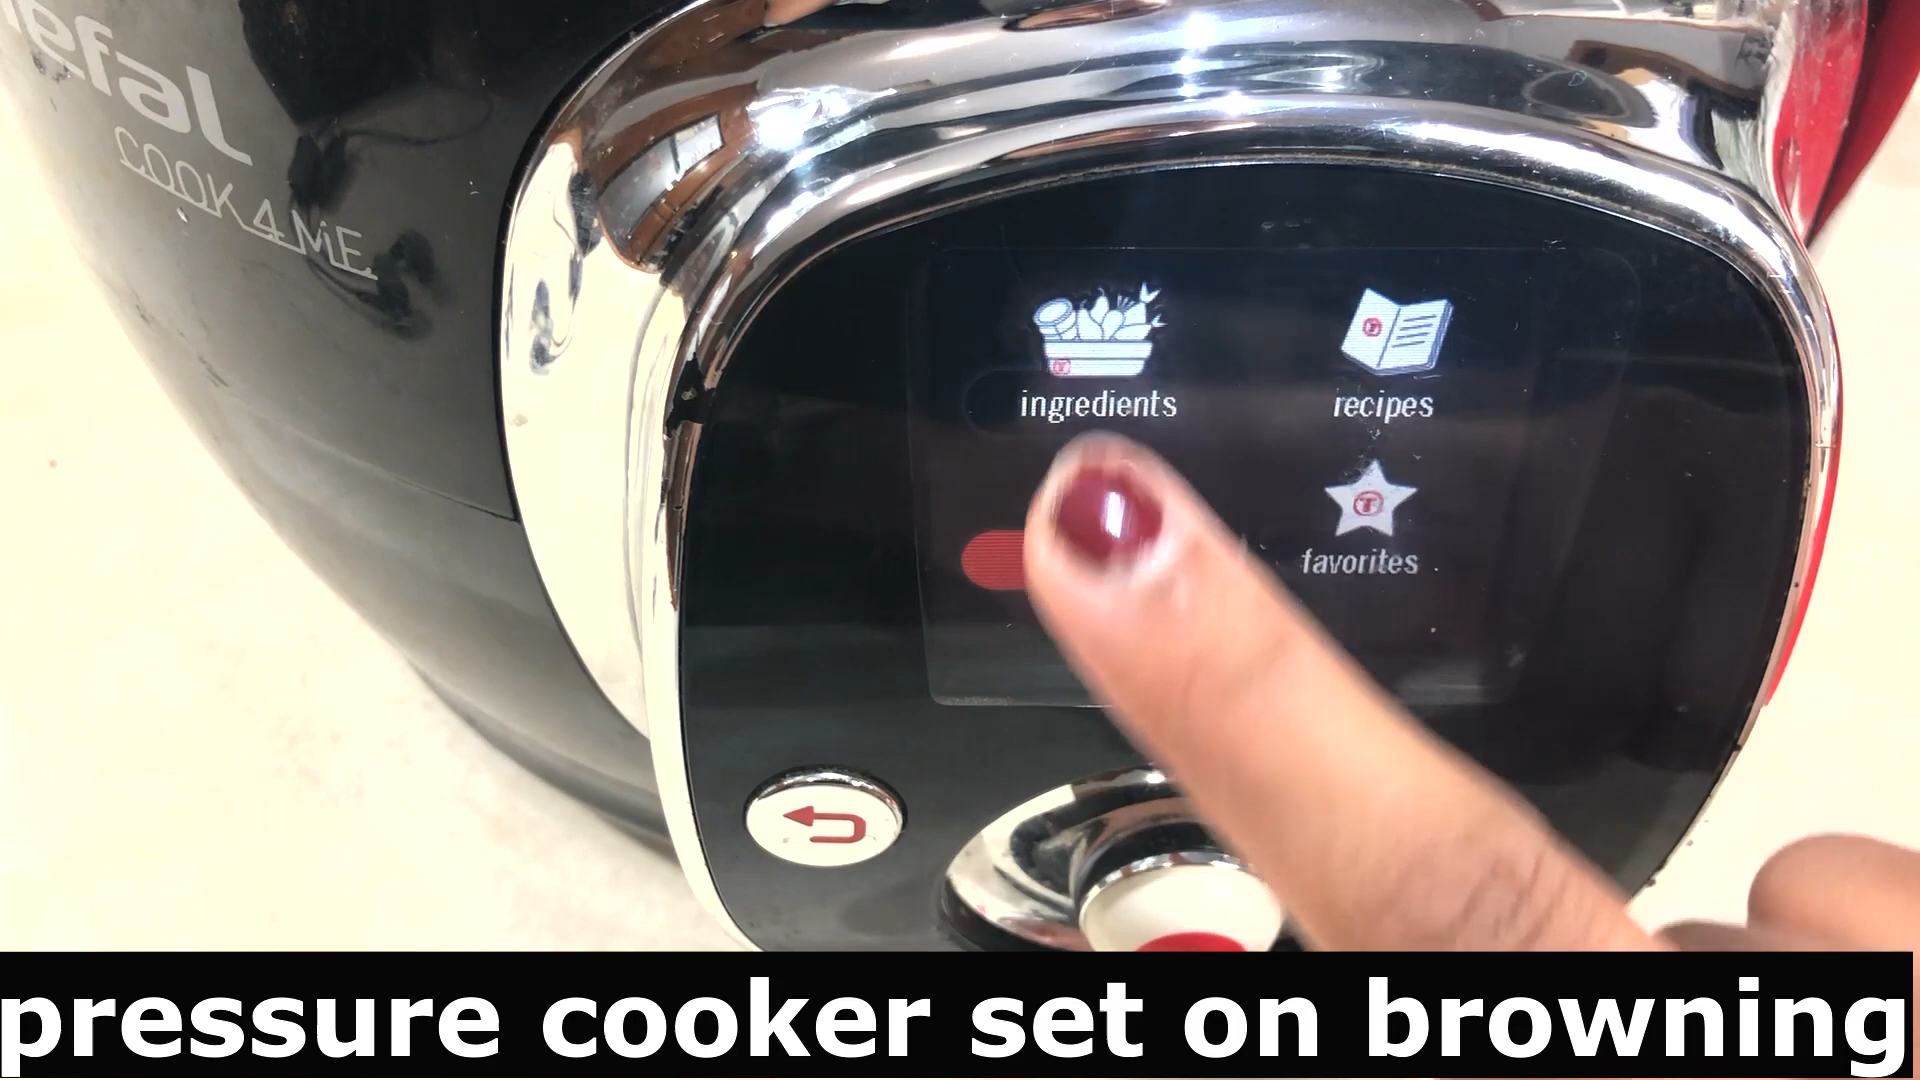 efal
COOK4ME
ingredients
recipes
favorites
pressure cooker set on browning